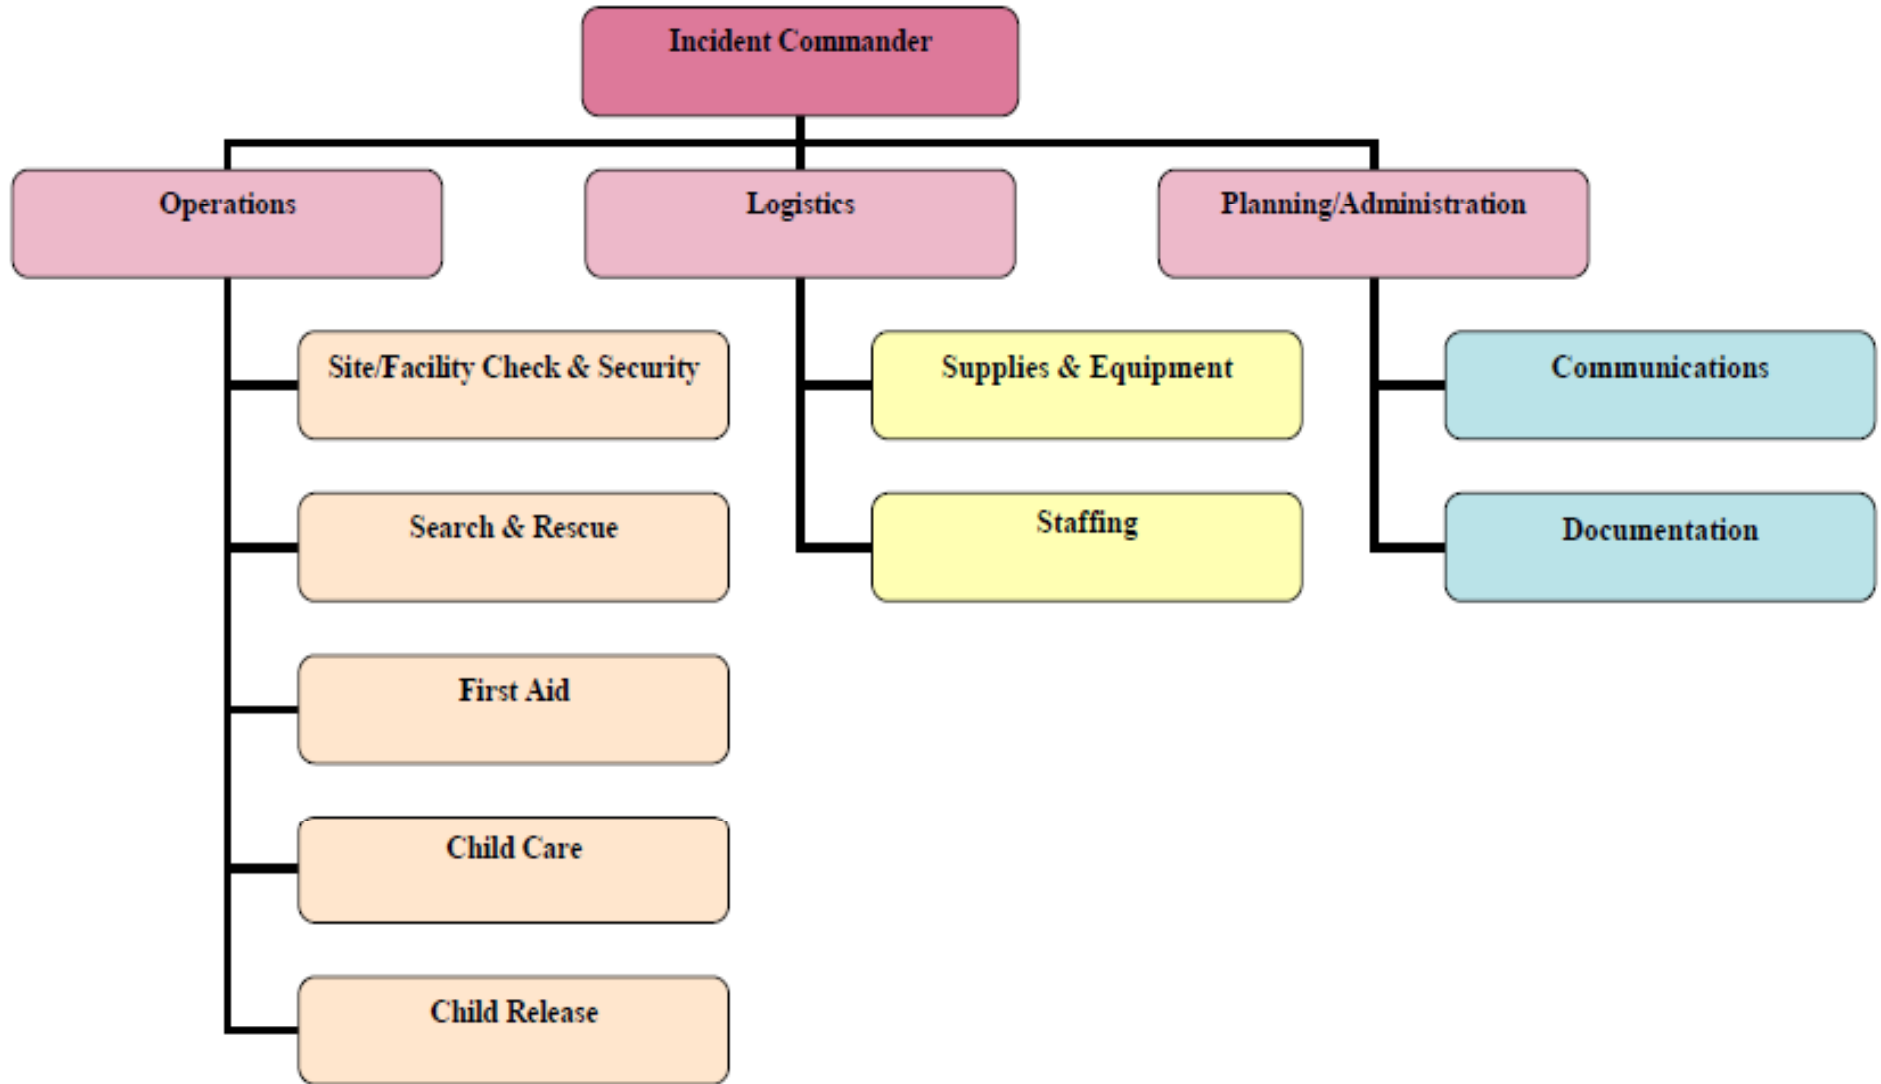 Incident Commander
Operations
Logistics
Planning/Administration
Site/Facility Check & Security
Supplies & Equipment
Communications
Search & Rescue
Staffing
Documentation
First Aid
Child Care
Child Release